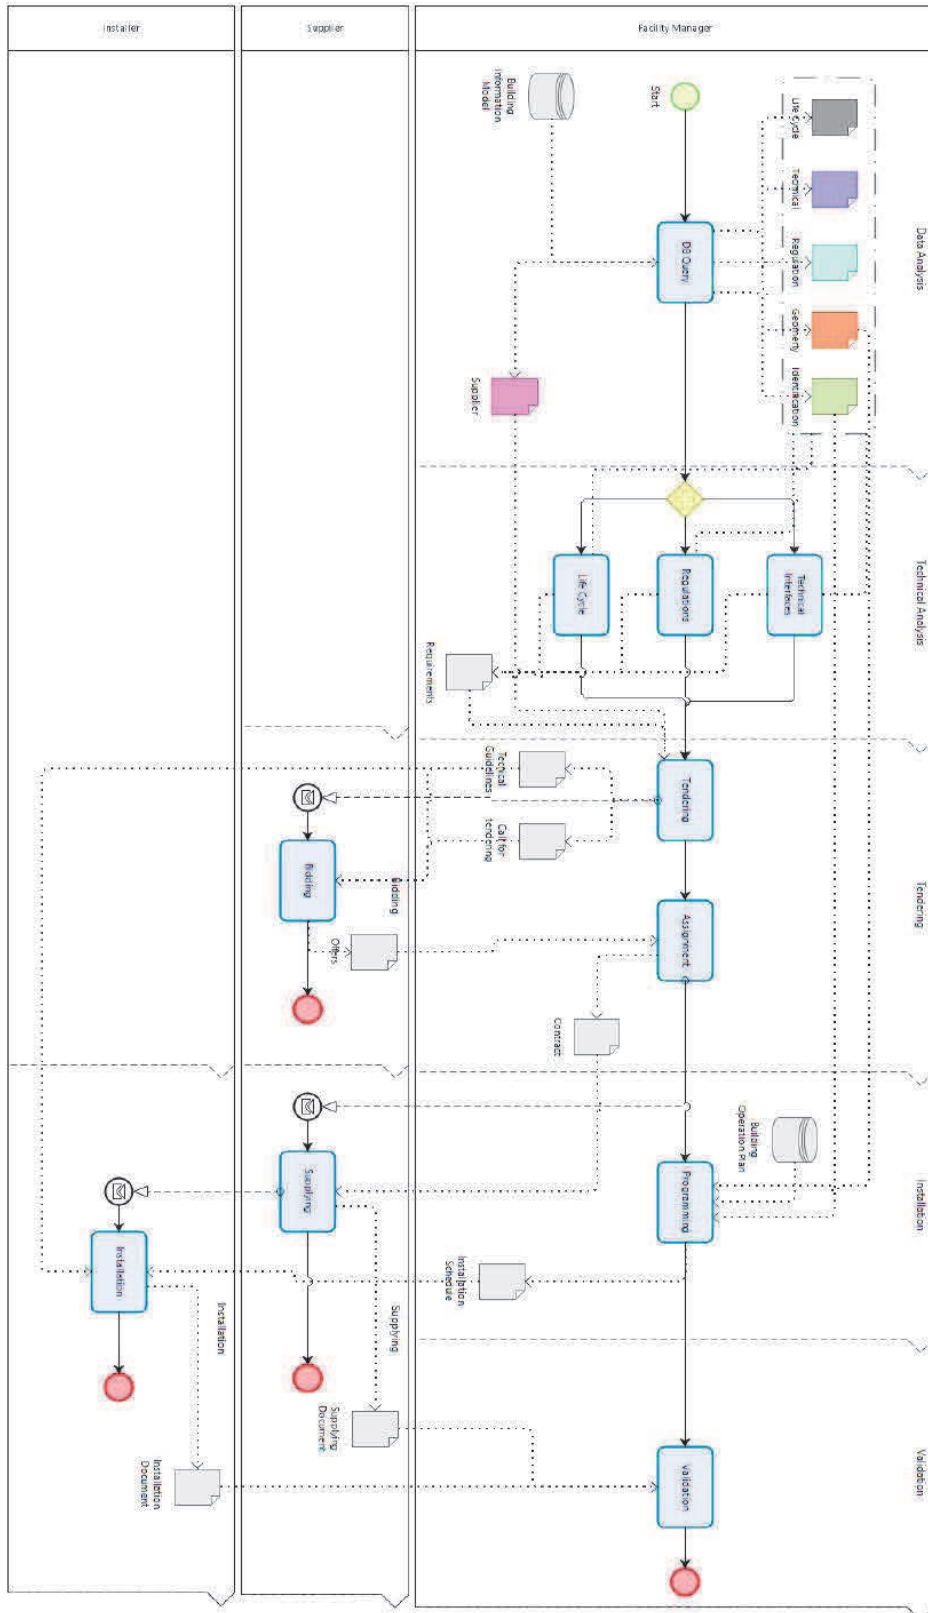 Facility Manager
Supplier
Installer
Data Analysis
Technical Analysis
Tendering
Installation
Validation
Life Cycle
Technical
Regulation
Geomerty
Identification
Start
DB Query
Building
Information
Model
Supplier
Technical
Interfaces
Regulations
Life Cycle
Requirements
Tendering
Assignment
Techical
Guidelines
Call for
tendering
Contract
Building
Operation Plan
Programming
Installation
Schedule
Validation
Bidding
Bidding
Offers
Supplying
Supplying
Supplying
Document
Installation
Installation
Installation
Document